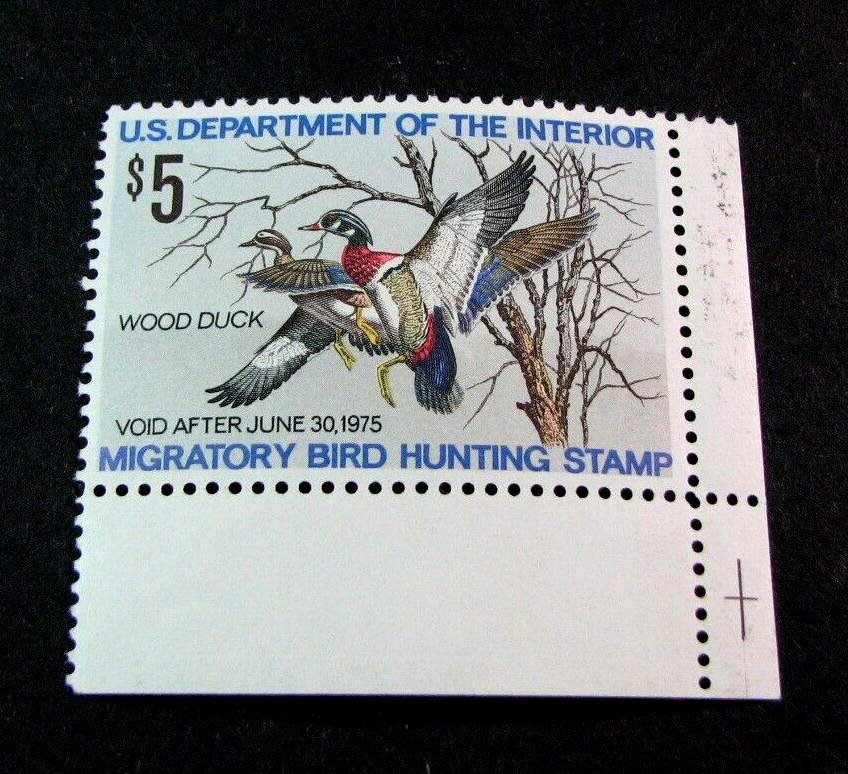 U.S. DEPARTMENT OF THE INTERIOR
$5
WOOD DUCK
VOID AFTER JUNE 30, 1975
MIGRATORY BIRD HUNTING STAMP